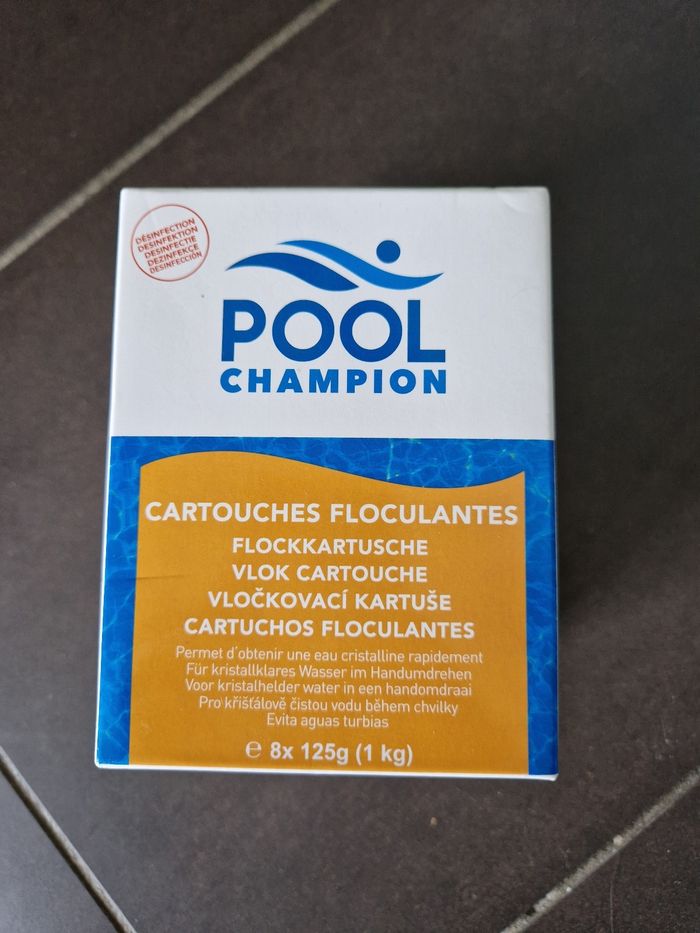 DÉSINFECTION
DESINFEKTION
DESINFECTIE
DEZINFEKCE
DESINFECCIÓN
POOL
CHAMPION
CARTOUCHES FLOCULANTES
FLOCKKARTUSCHE
VLOK CARTOUCHE
VLOČKOVACÍ KARTUŠE
CARTUCHOS FLOCULANTES
Permet d´obtenir une eau cristalline rapidement
Für kristallklares Wasser im Handumdrehen
Voor kristalhelder water in een handomdraai
Pro křišťálově čistou vodu během chvilky
Evita aguas turbias
℮ 8x 125g (1 kg)